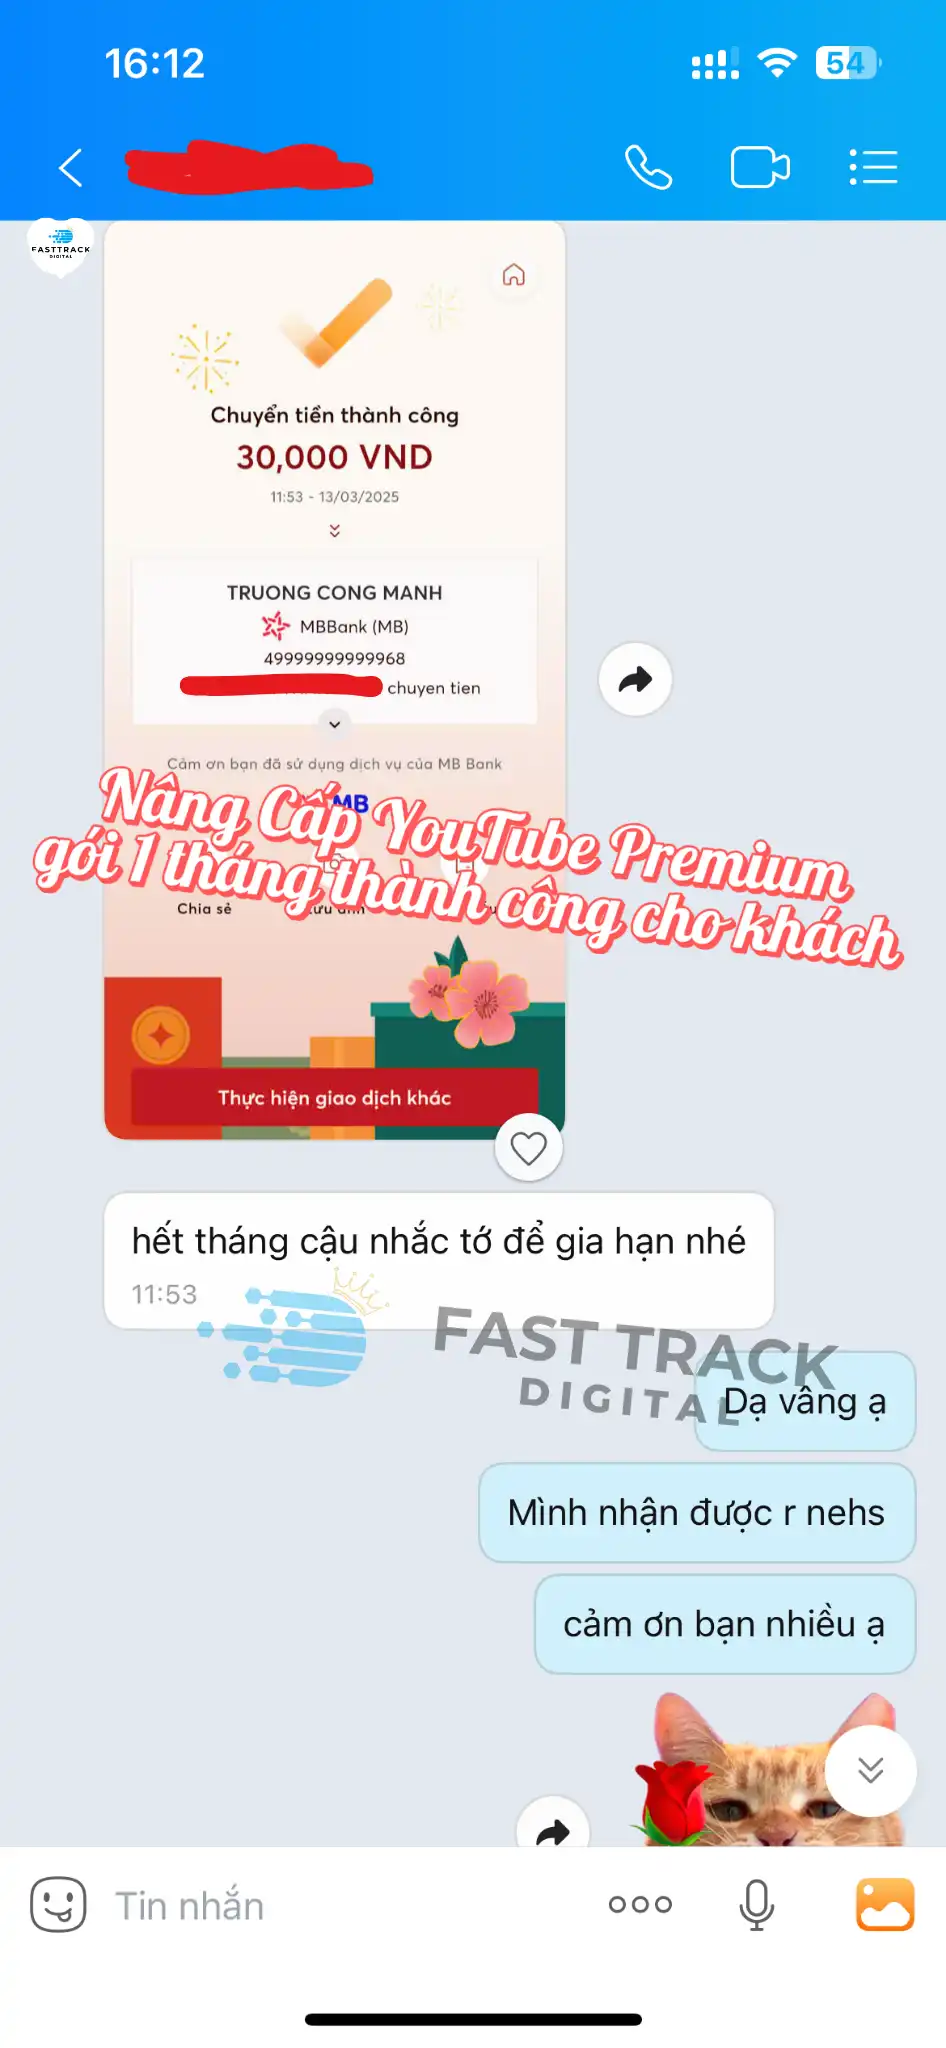 16:12
54
FASTTRACK
DIGITAL
Chuyển tiền thành công
30,000 VND
11:53 - 13/03/2025
TRUONG CONG MANH
MBBank (MB)
49999999999968
chuyen tien
Cảm ơn bạn đã sử dụng dịch vụ của MB Bank
MB
Nâng Cấp YouTube Premium
gói 1 tháng thành công cho khách
Chia sẻ
Thực hiện giao dịch khác
hết tháng cậu nhắc tớ để gia hạn nhé
11:53
FAST TRACK
DIGITAL
Dạ vâng ạ
Mình nhận được r nehs
cảm ơn bạn nhiều ạ
Tin nhắn